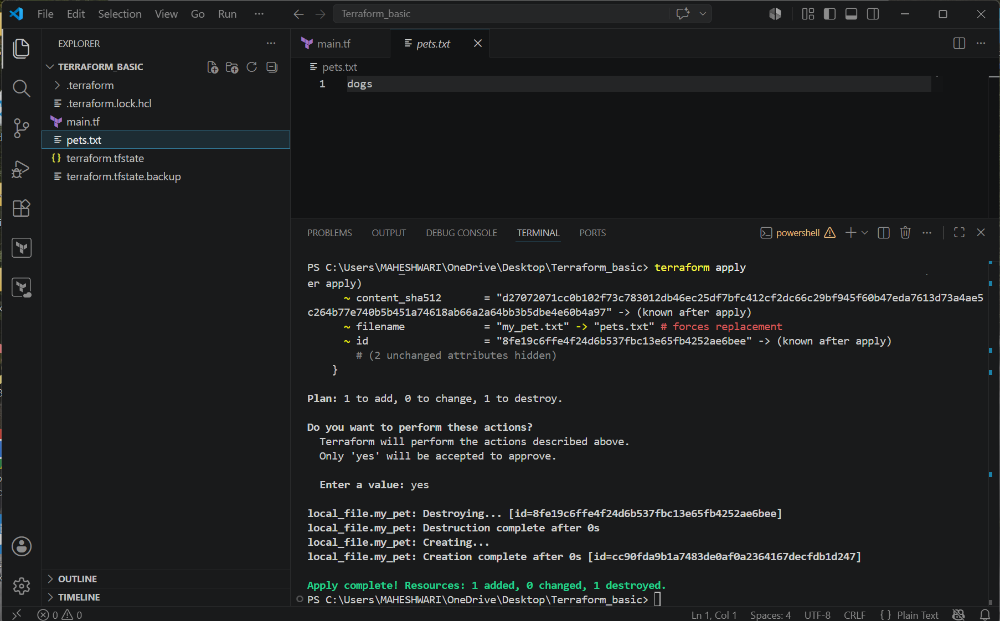 File Edit Selection View Go Run ··· Terraform_basic
EXPLORER ···
TERRAFORM_BASIC
.terraform
.terraform.lock.hcl
main.tf
pets.txt
{} terraform.tfstate
terraform.tfstate.backup
OUTLINE
TIMELINE
main.tf pets.txt
pets.txt
1 dogs
PROBLEMS OUTPUT DEBUG CONSOLE TERMINAL PORTS powershell
PS C:\Users\MAHESHWARI\OneDrive\Desktop\Terraform_basic> terraform apply
er apply)
~ content_sha512 = "d27072071cc0b102f73c783012db46ec25df7bfc412cf2dc66c29bf945f60b47eda7613d73a4ae5
c264b77e740b5b451a74618ab66a2a64bb3b5dbe4e60b4a97" -> (known after apply)
~ filename = "my_pet.txt" -> "pets.txt" # forces replacement
~ id = "8fe19c6ffe4f24d6b537fbc13e65fb4252ae6bee" -> (known after apply)
# (2 unchanged attributes hidden)
}
Plan: 1 to add, 0 to change, 1 to destroy.
Do you want to perform these actions?
Terraform will perform the actions described above.
Only 'yes' will be accepted to approve.
Enter a value: yes
local_file.my_pet: Destroying... [id=8fe19c6ffe4f24d6b537fbc13e65fb4252ae6bee]
local_file.my_pet: Destruction complete after 0s
local_file.my_pet: Creating...
local_file.my_pet: Creation complete after 0s [id=cc90fda9b1a7483de0af0a2364167decfdb1d247]
Apply complete! Resources: 1 added, 0 changed, 1 destroyed.
PS C:\Users\MAHESHWARI\OneDrive\Desktop\Terraform_basic>
0 0 Ln 1, Col 1 Spaces: 4 UTF-8 CRLF {} Plain Text